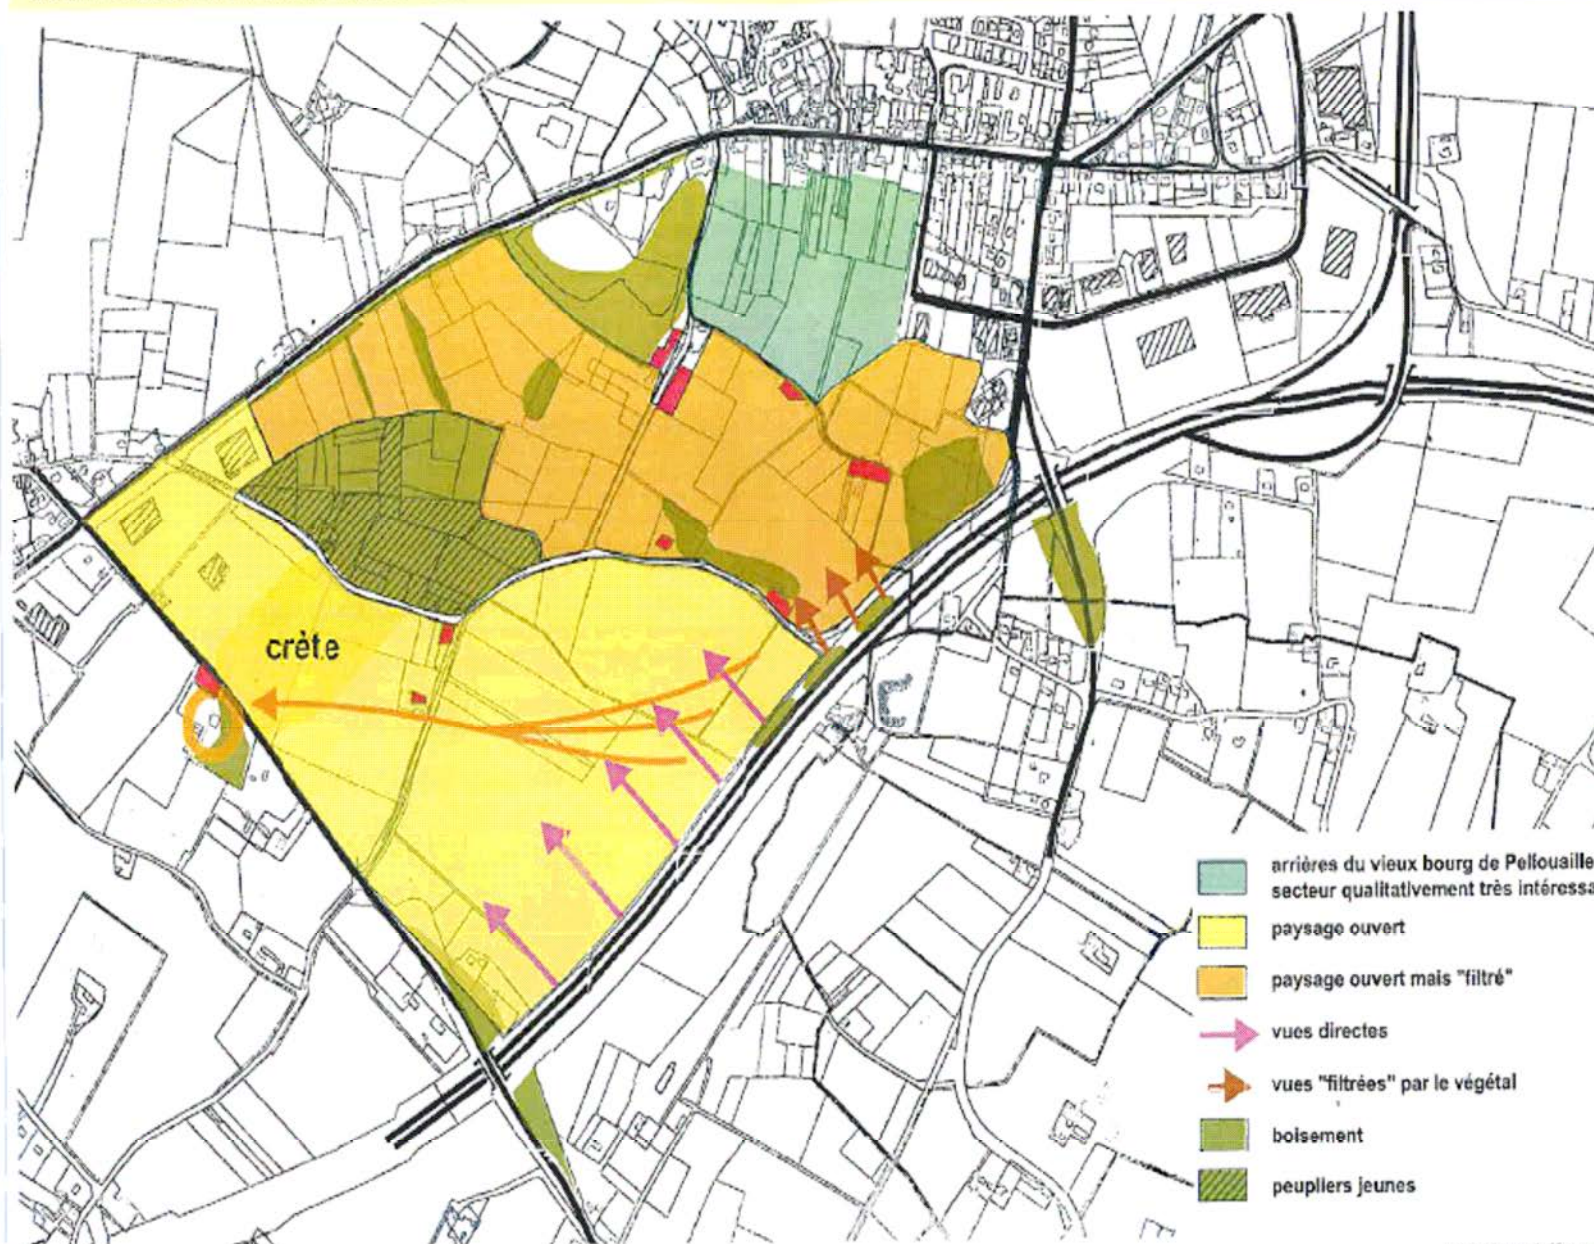 crête
arrières du vieux bourg de Pellouaille
secteur qualitativement très intéressa
paysage ouvert
paysage ouvert mais "filtré"
vues directes
vues "filtrées" par le végétal
boisement
peupliers jeunes